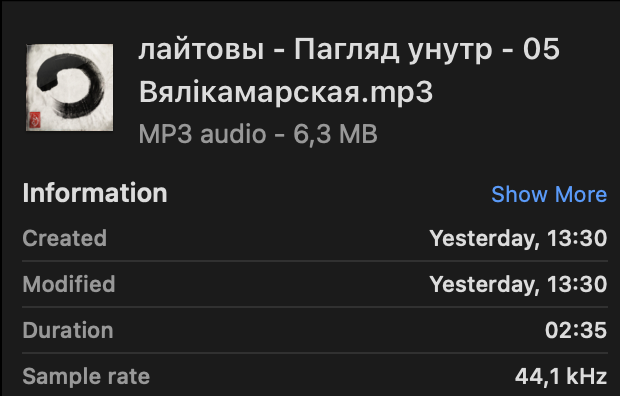 лайтовы - Пагляд унутр - 05
Вялікамарская.mp3
MP3 audio - 6,3 MB
Information Show More
Created Yesterday, 13:30
Modified Yesterday, 13:30
Duration 02:35
Sample rate 44,1 kHz